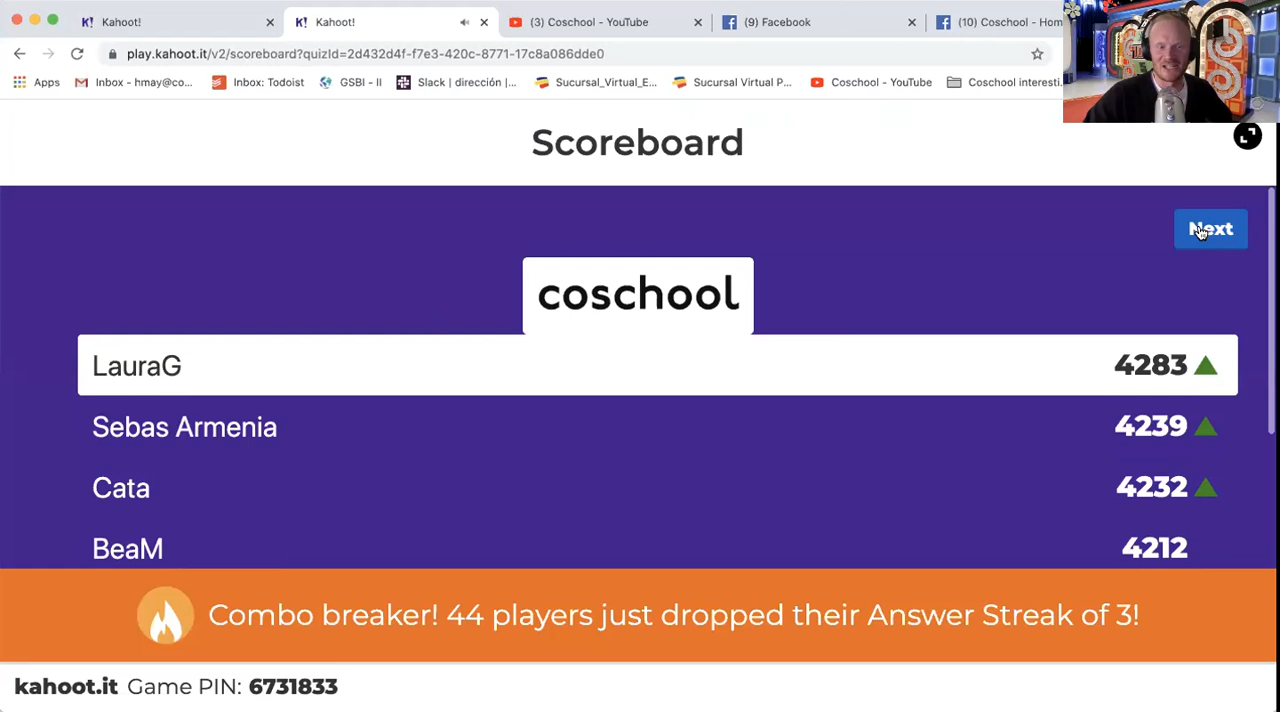 Kahoot!
Kahoot!
(3) Coschool - YouTube
(9) Facebook
(10) Coschool - Hom
play.kahoot.it/v2/scoreboard?quizId=2d432d4f-f7e3-420c-8771-17c8a086dde0
Apps
Inbox - hmay@co...
Inbox: Todoist
GSBI - II
Slack | dirección |...
Sucursal_Virtual_E...
Sucursal Virtual P...
Coschool - YouTube
Coschool interesti
Scoreboard
Next
coschool
LauraG 4283
Sebas Armenia 4239
Cata 4232
BeaM 4212
Combo breaker! 44 players just dropped their Answer Streak of 3!
kahoot.it Game PIN: 6731833